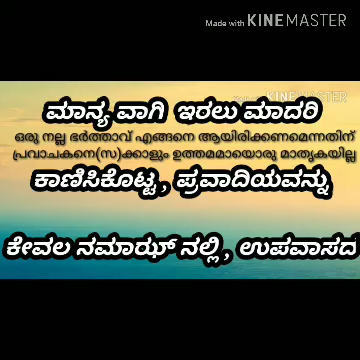 Made with KINEMASTER
KINEMASTER
ಮಾನ್ಯ ವಾಗಿ ಇರಲು ಮಾದರಿ
ഒരു നല്ല ഭർത്താവ് എങ്ങനെ ആയിരിക്കണമെന്നതിന്
പ്രവാചകനെ(സ)ക്കാളും ഉത്തമമായൊരു മാതൃകയില്ല
ಕಾಣಿಸಿಕೊಟ್ಟ , ಪ್ರವಾದಿಯವನ್ನು
ಕೇವಲ ನಮಾಝ್ ನಲ್ಲಿ , ಉಪವಾಸದ